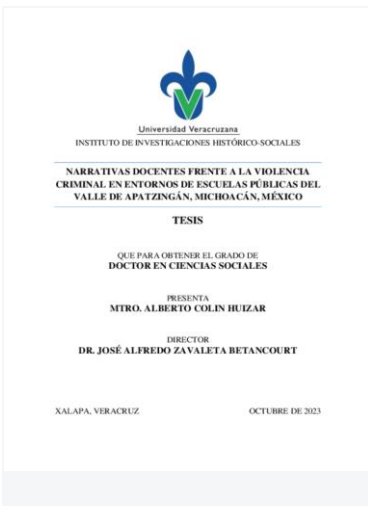 Universidad Veracruzana
INSTITUTO DE INVESTIGACIONES HISTÓRICO-SOCIALES
NARRATIVAS DOCENTES FRENTE A LA VIOLENCIA
CRIMINAL EN ENTORNOS DE ESCUELAS PÚBLICAS DEL
VALLE DE APATZINGÁN, MICHOACÁN, MÉXICO
TESIS
QUE PARA OBTENER EL GRADO DE
DOCTOR EN CIENCIAS SOCIALES
PRESENTA
MTRO. ALBERTO COLIN HUIZAR
DIRECTOR
DR. JOSÉ ALFREDO ZAVALETA BETANCOURT
XALAPA, VERACRUZ OCTUBRE DE 2023